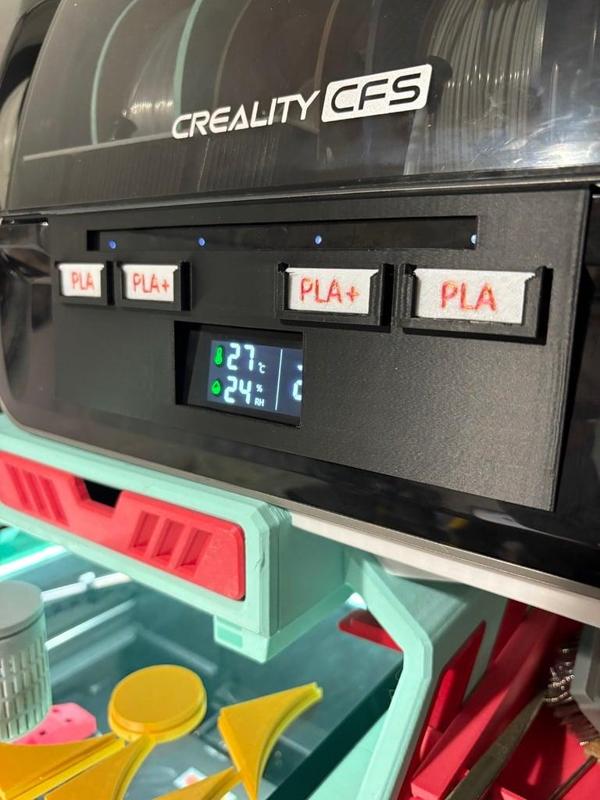 CREALITY CFS
PLA PLA+ PLA+ PLA
27 °C
24 % RH